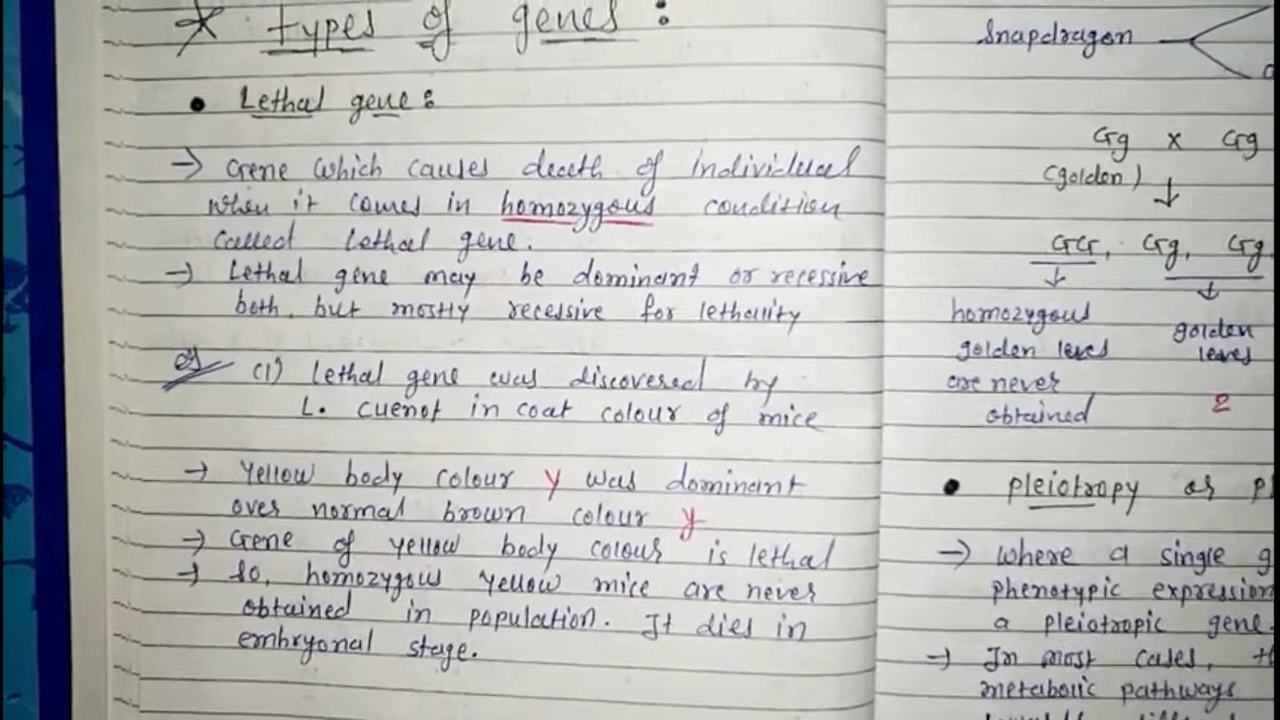 * Types of genes :
• Lethal gene :
→ Gene which causes death of individual
when it comes in homozygous condition
called lethal gene.
→ Lethal gene may be dominant or recessive
both, but mostly recessive for lethality
eg (1) Lethal gene was discovered by
L. cuenot in coat colour of mice
→ Yellow body colour Y was dominant
over normal brown colour y
→ Gene of yellow body colour is lethal
→ So, homozygous yellow mice are never
obtained in population. It dies in
embryonal stage.
Snapdragon
Gg × Gg
(golden) ↓
GG, Gg, Gg
↓ ↓
homozygous golden
golden leves leaves
are never
obtained 2
• pleiotropy or pl
→ where a single g
phenotypic expression
a pleiotropic gene.
→ In most cases, th
metabolic pathways